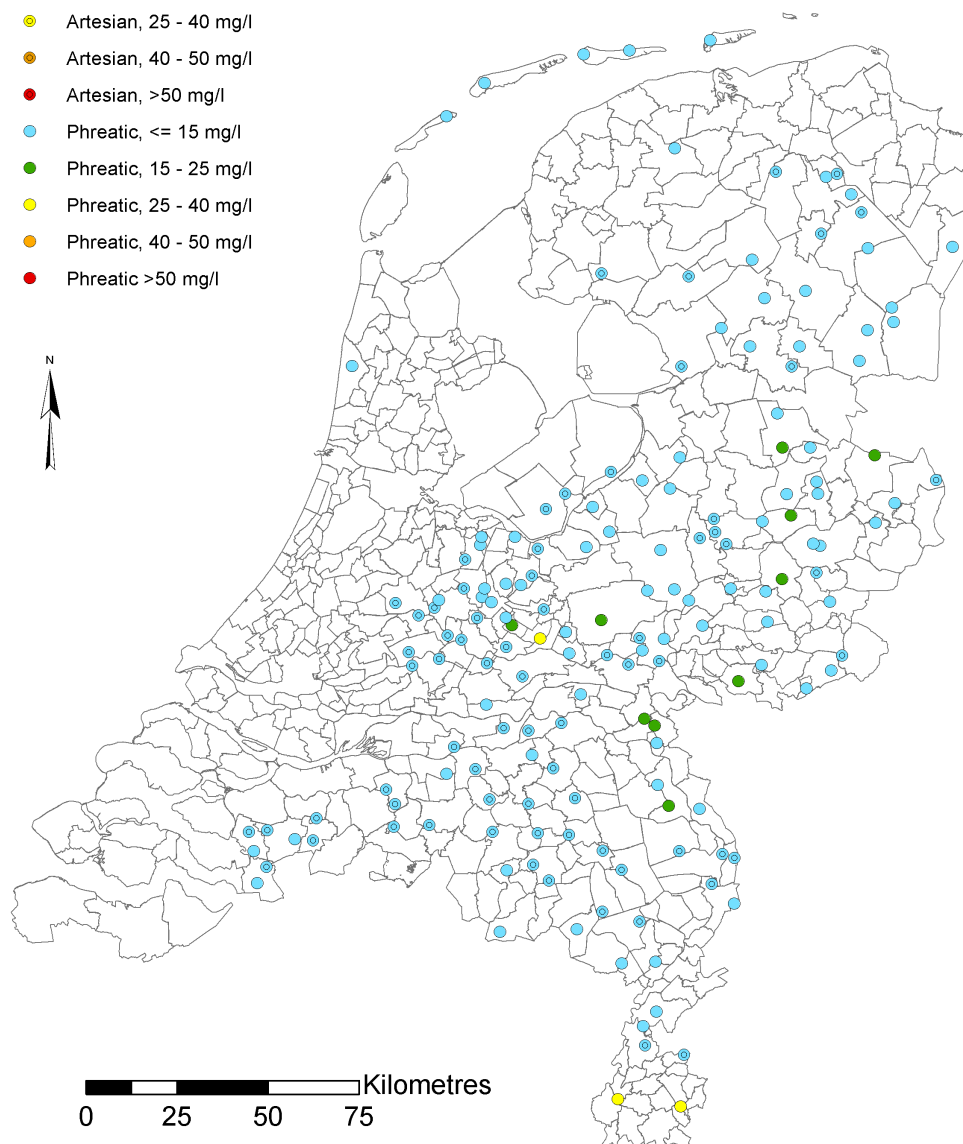 Artesian, 25 - 40 mg/l
Artesian, 40 - 50 mg/l
Artesian, >50 mg/l
Phreatic, <= 15 mg/l
Phreatic, 15 - 25 mg/l
Phreatic, 25 - 40 mg/l
Phreatic, 40 - 50 mg/l
Phreatic >50 mg/l
N
Kilometres
0 25 50 75